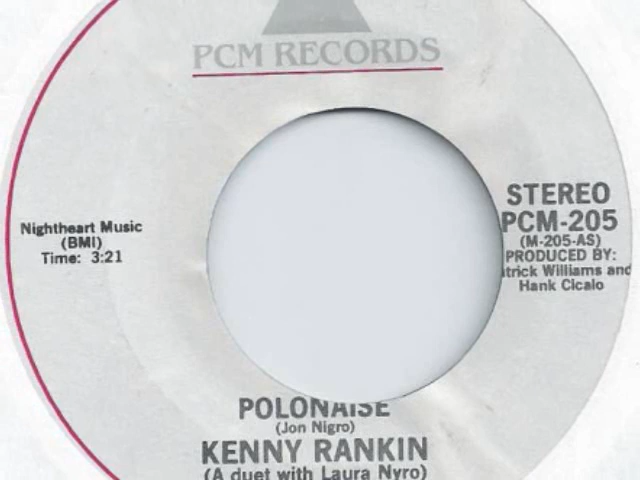 PCM RECORDS
Nightheart Music
(BMI)
Time: 3:21
STEREO
PCM-205
(M-205-AS)
PRODUCED BY:
trick Williams and
Hank Cicalo
POLONAISE
(Jon Nigro)
KENNY RANKIN
(A duet with Laura Nyro)